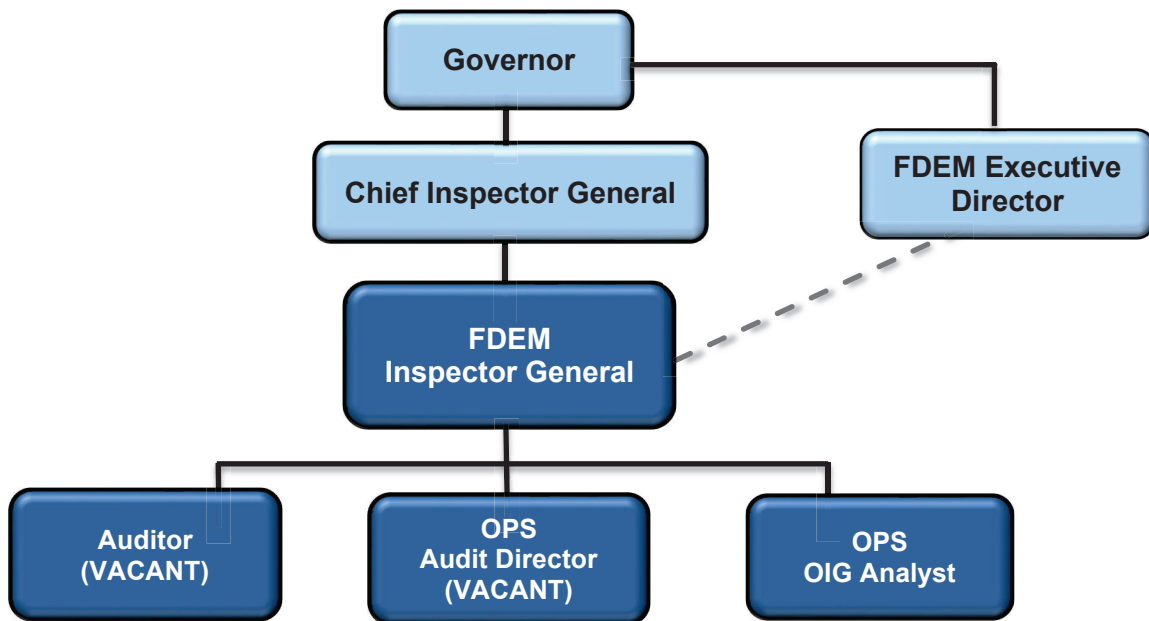 Governor
Chief Inspector General
FDEM Executive
Director
FDEM
Inspector General
Auditor
(VACANT)
OPS
Audit Director
(VACANT)
OPS
OIG Analyst